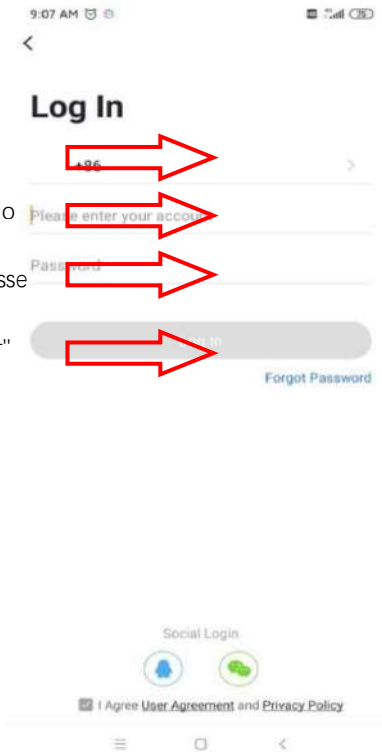 9:07 AM
Log In
+86
o
Please enter your account
sse
Password
Log In
"
Forgot Password
Social Login
I Agree User Agreement and Privacy Policy